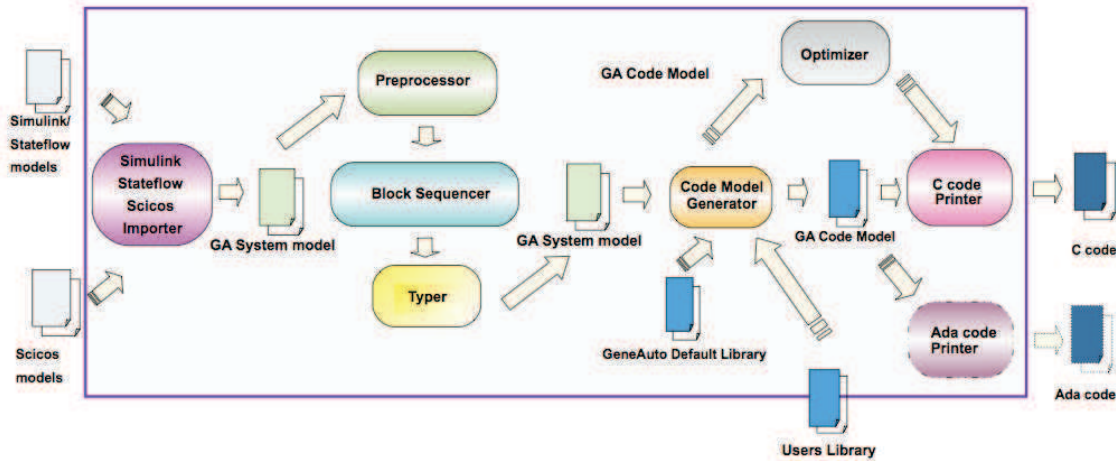 Simulink/
Stateflow
models
Scicos
models
Simulink
Stateflow
Scicos
Importer
GA System model
Preprocessor
Block Sequencer
Typer
GA System model
GA Code Model
Optimizer
Code Model
Generator
GeneAuto Default Library
Users Library
GA Code Model
C code
Printer
Ada code
Printer
C code
Ada code